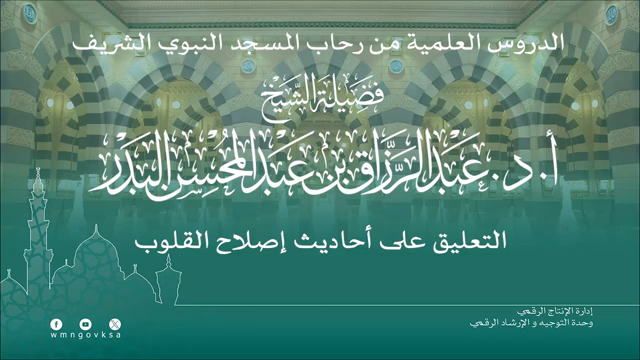 الدروس العلمية من رحاب المسجد النبوي الشريف
فضيلة الشيخ
أ.د. عبد الرزاق بن عبد المحسن البدر
التعليق على أحاديث إصلاح القلوب
إدارة الإنتاج الرقمي
وحدة التوجيه و الإرشاد الرقمي
wmngovksa